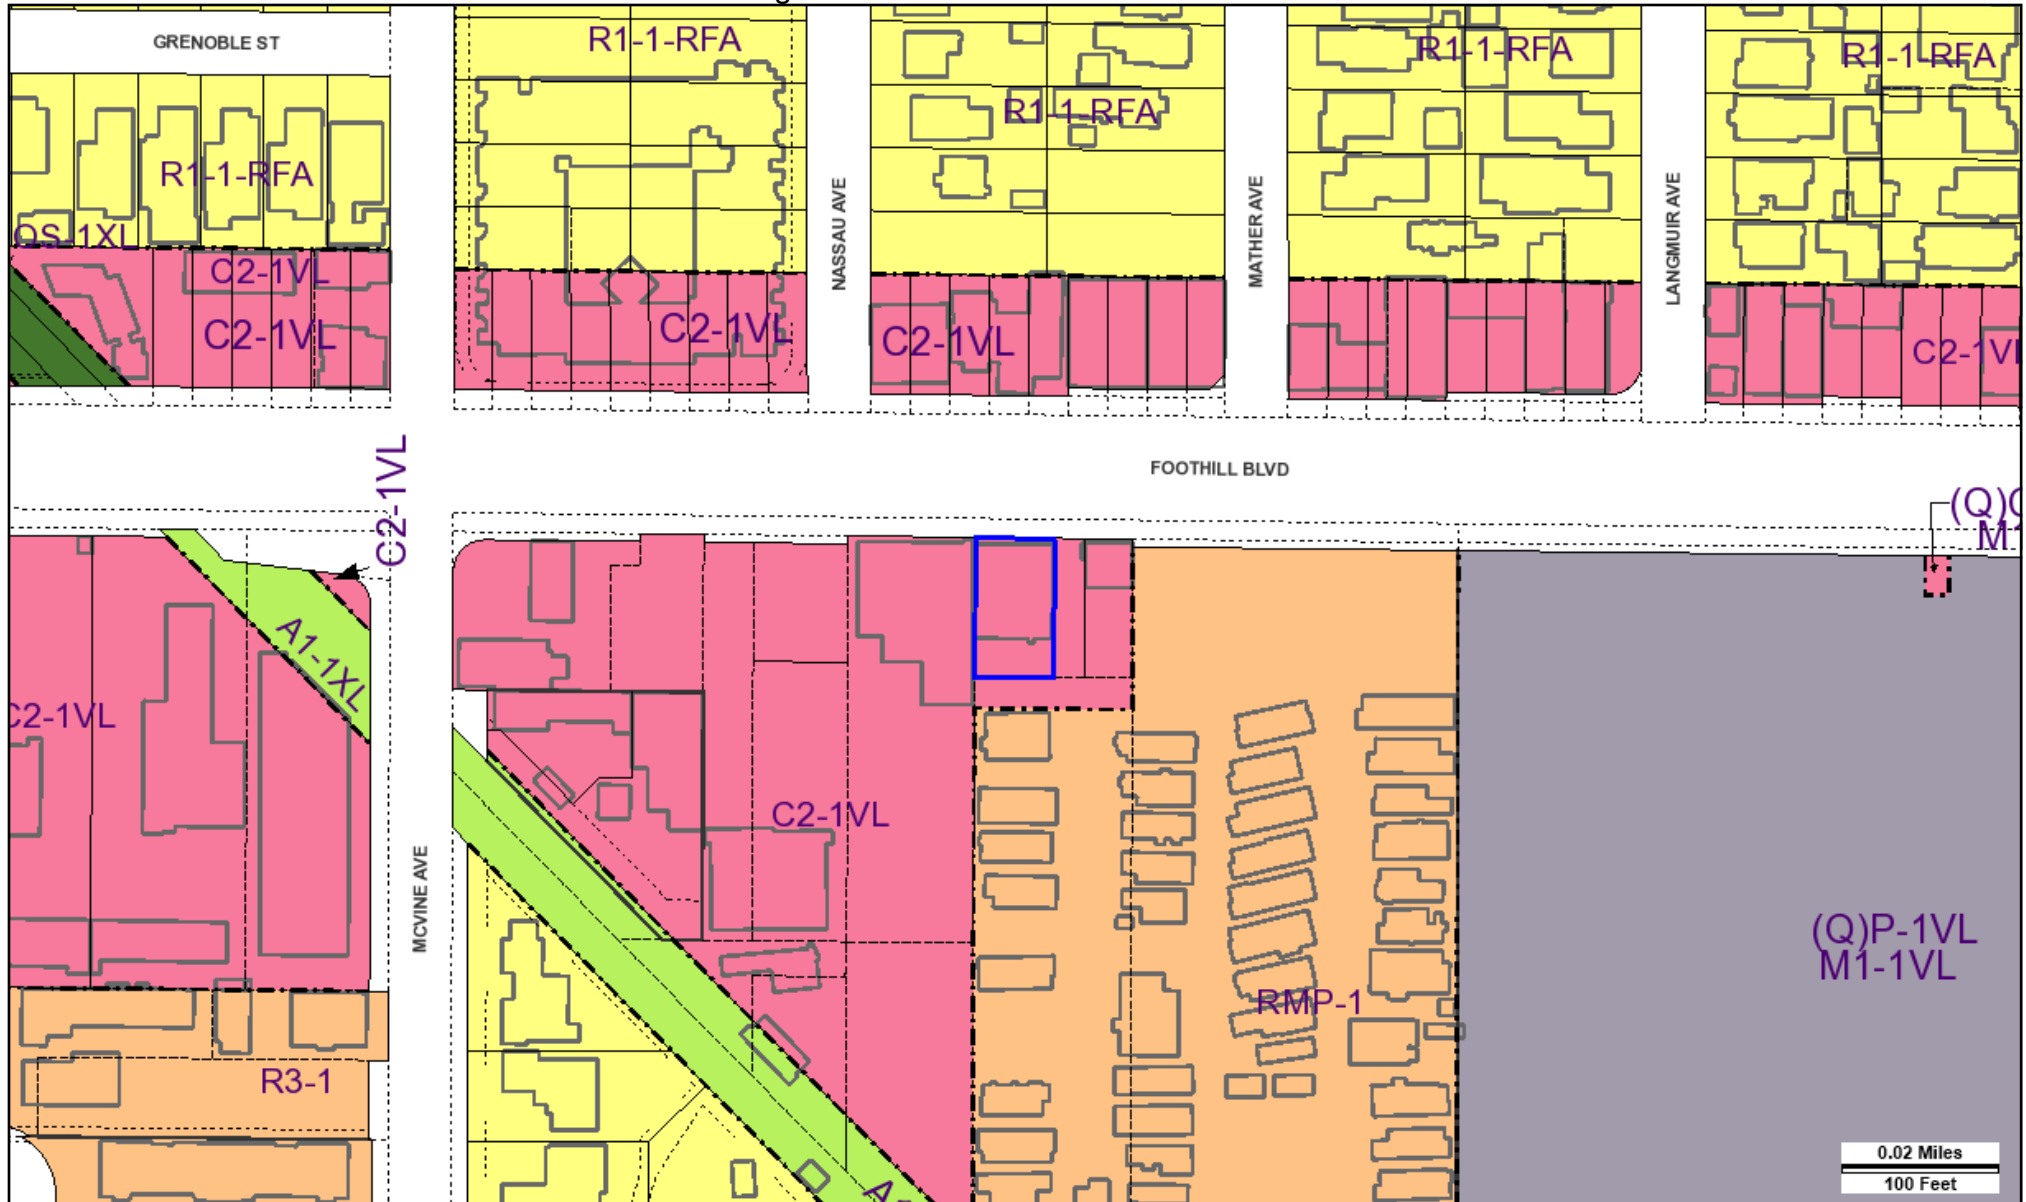 GRENOBLE ST
R1-1-RFA
R1-1-RFA
R1-1-RFA
R1-1-RFA
R1-1-RFA
OS-1XL
C2-1VL
C2-1VL
C2-1VL
C2-1VL
NASSAU AVE
MATHER AVE
LANGMUIR AVE
FOOTHILL BLVD
C2-1VL
A1-1XL
C2-1VL
C2-1VL
MCVINE AVE
R3-1
RMP-1
(Q)P-1VL
M1-1VL
0.02 Miles
100 Feet